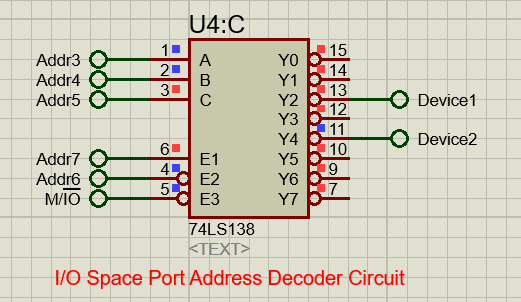 U4:C
Addr3 1 A Y0 15
Addr4 2 B Y1 14
Addr5 3 C Y2 13 Device1
Y3 12
Y4 11 Device2
Addr7 6 E1 Y5 10
Addr6 4 E2 Y6 9
M/I̅O̅ 5 E3 Y7 7
74LS138
<TEXT>
I/O Space Port Address Decoder Circuit